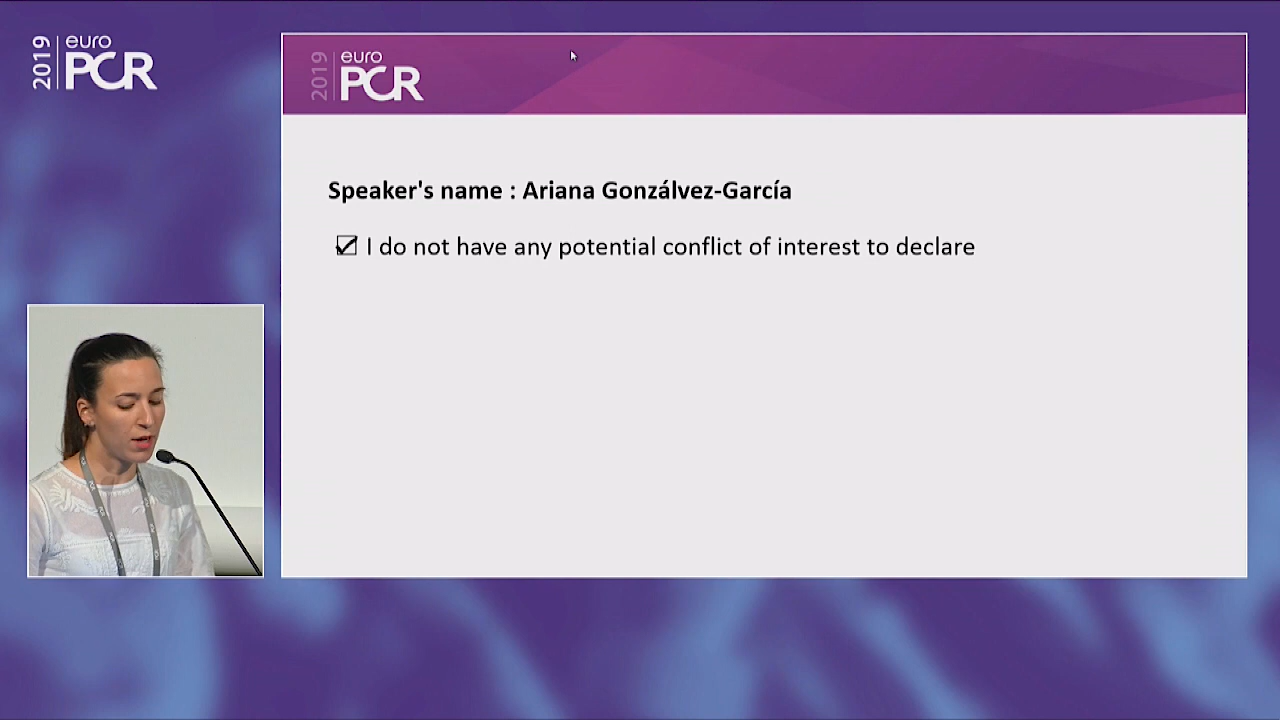 2019
euro
PCR
2019
euro
PCR
Speaker's name : Ariana Gonzálvez-García
I do not have any potential conflict of interest to declare